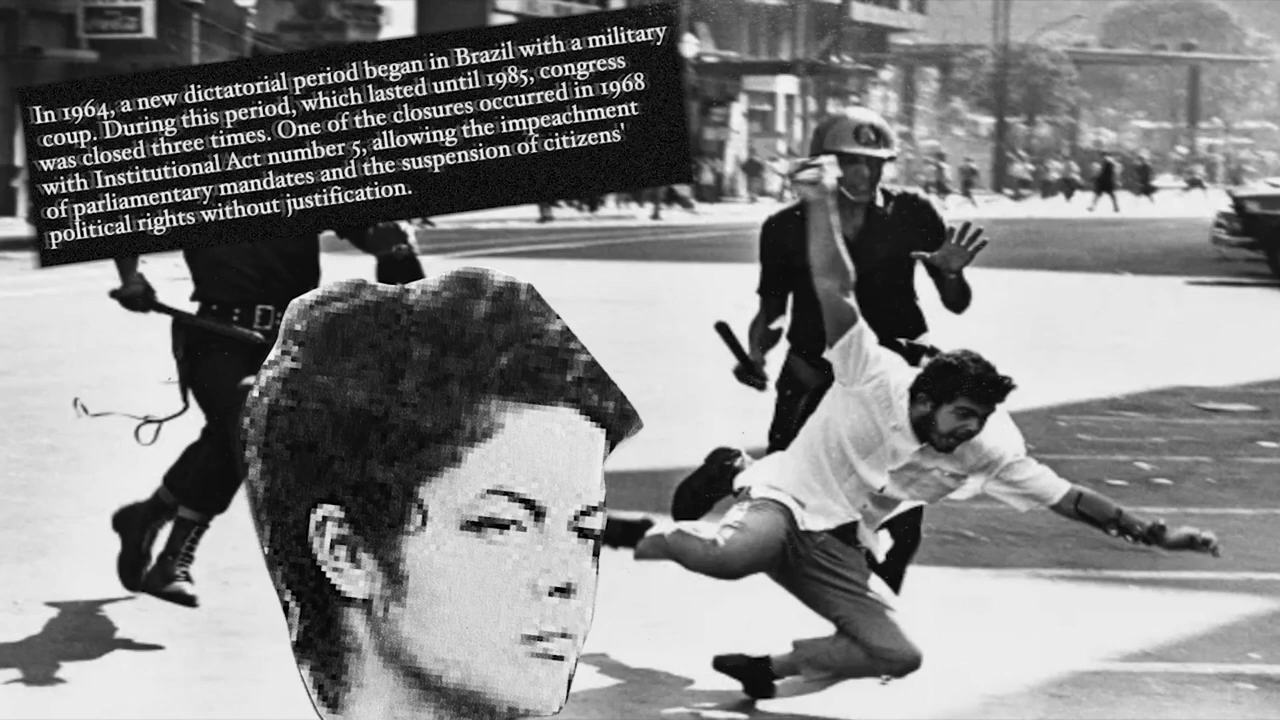 In 1964, a new dictatorial period began in Brazil with a military
coup. During this period, which lasted until 1985, congress
was closed three times. One of the closures occurred in 1968
with Institutional Act number 5, allowing the impeachment
of parliamentary mandates and the suspension of citizens'
political rights without justification.